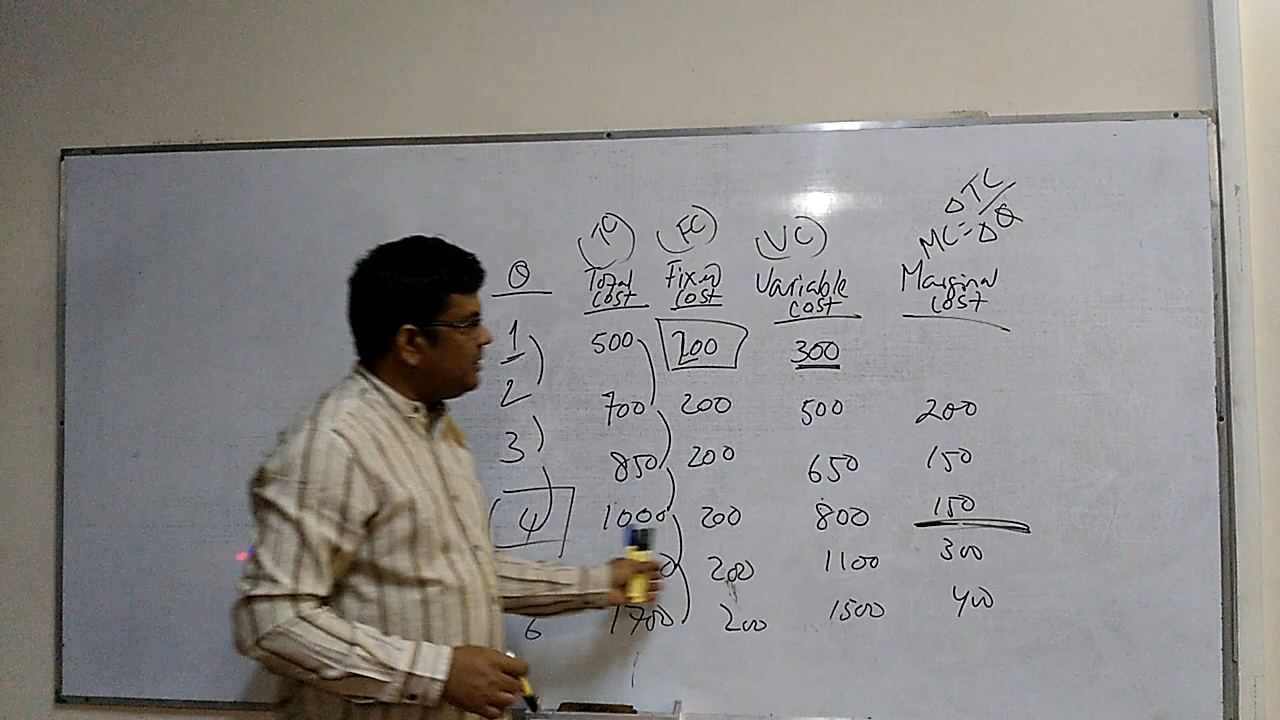 ΔTC/
MC=ΔQ
(TC) (FC) (VC)
Q Total Cost Fixed Cost Variable cost Marginal cost
1 500 200 300
2 700 200 500 200
3 850 200 650 150
4 1000 200 800 150
0 200 1100 300
6 1700 200 1500 400